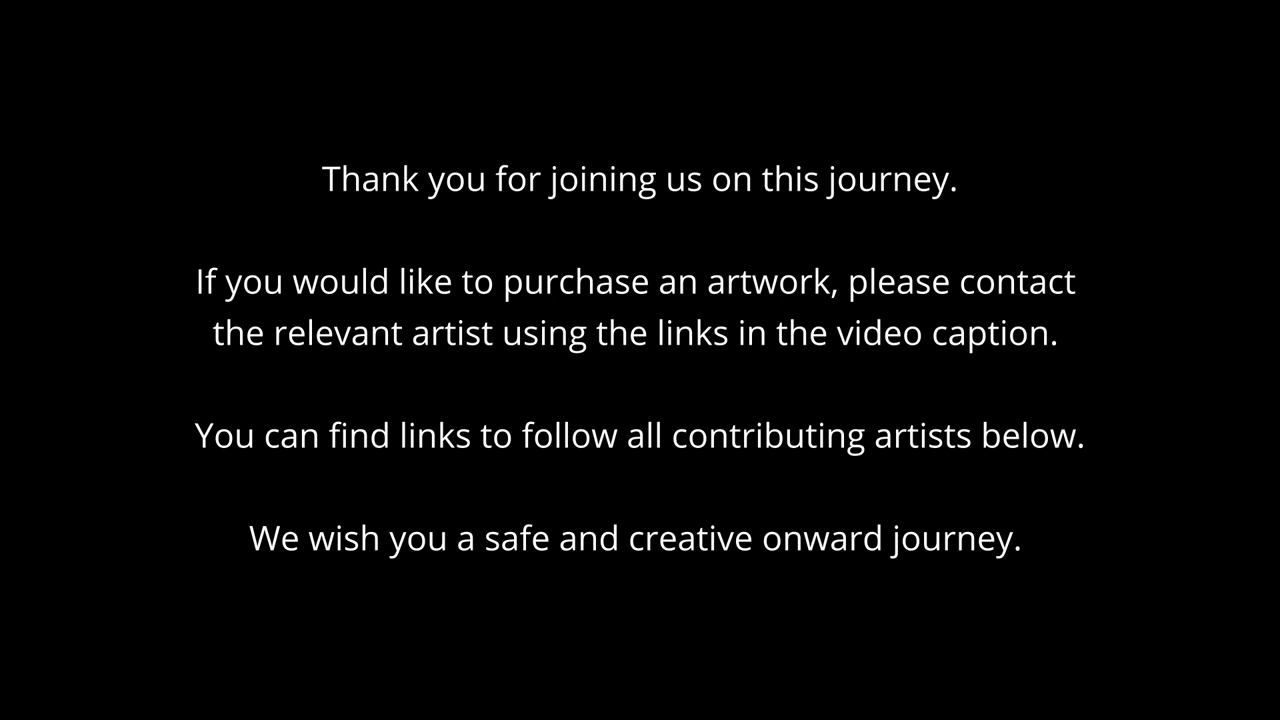 Thank you for joining us on this journey.
If you would like to purchase an artwork, please contact
the relevant artist using the links in the video caption.
You can find links to follow all contributing artists below.
We wish you a safe and creative onward journey.